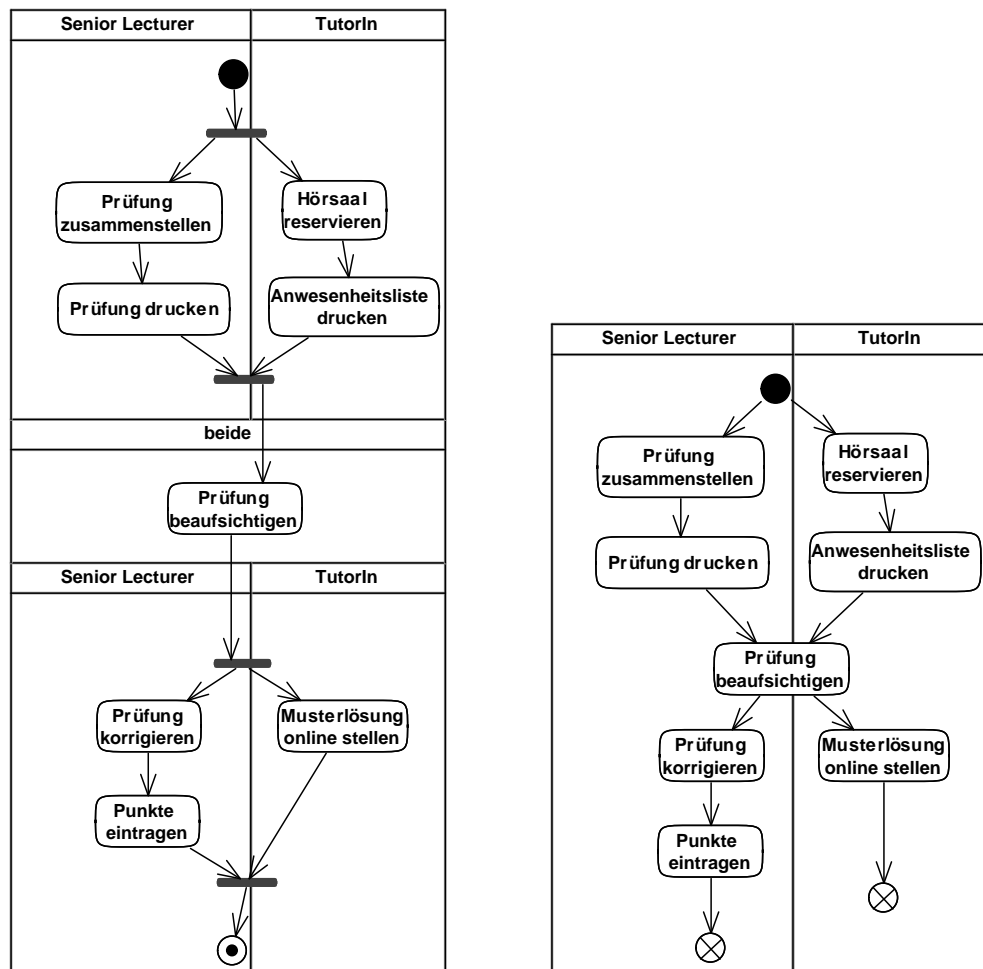 Senior Lecturer
TutorIn
Prüfung
zusammenstellen
Hörsaal
reservieren
Prüfung drucken
Anwesenheitsliste
drucken
beide
Prüfung
beaufsichtigen
Senior Lecturer
TutorIn
Prüfung
korrigieren
Musterlösung
online stellen
Punkte
eintragen
Senior Lecturer
TutorIn
Prüfung
zusammenstellen
Hörsaal
reservieren
Prüfung drucken
Anwesenheitsliste
drucken
Prüfung
beaufsichtigen
Prüfung
korrigieren
Musterlösung
online stellen
Punkte
eintragen